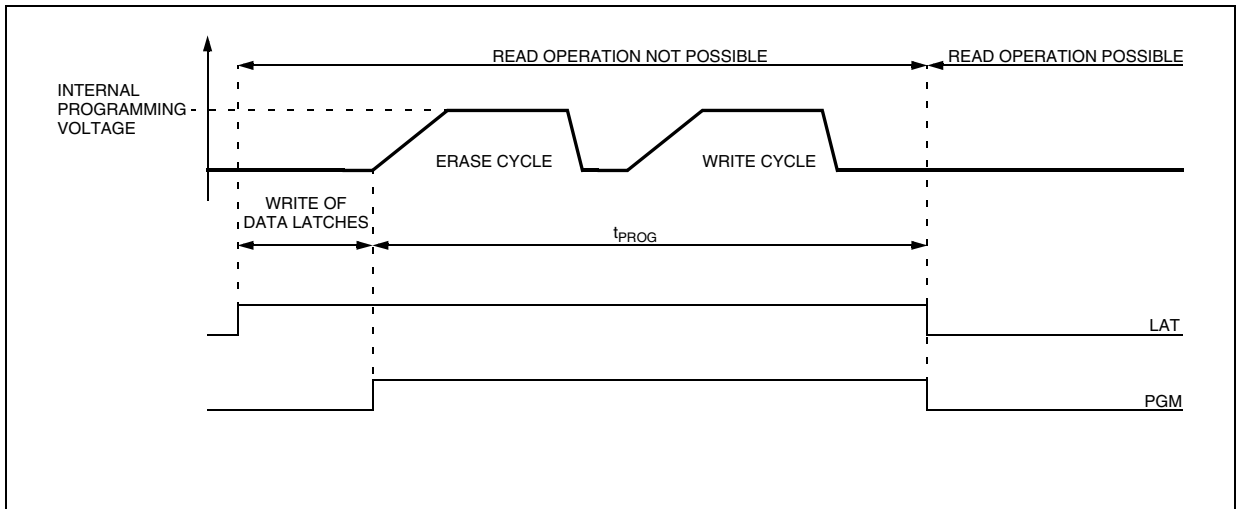 READ OPERATION NOT POSSIBLE
READ OPERATION POSSIBLE
INTERNAL
PROGRAMMING
VOLTAGE
ERASE CYCLE
WRITE CYCLE
WRITE OF
DATA LATCHES
tPROG
LAT
PGM